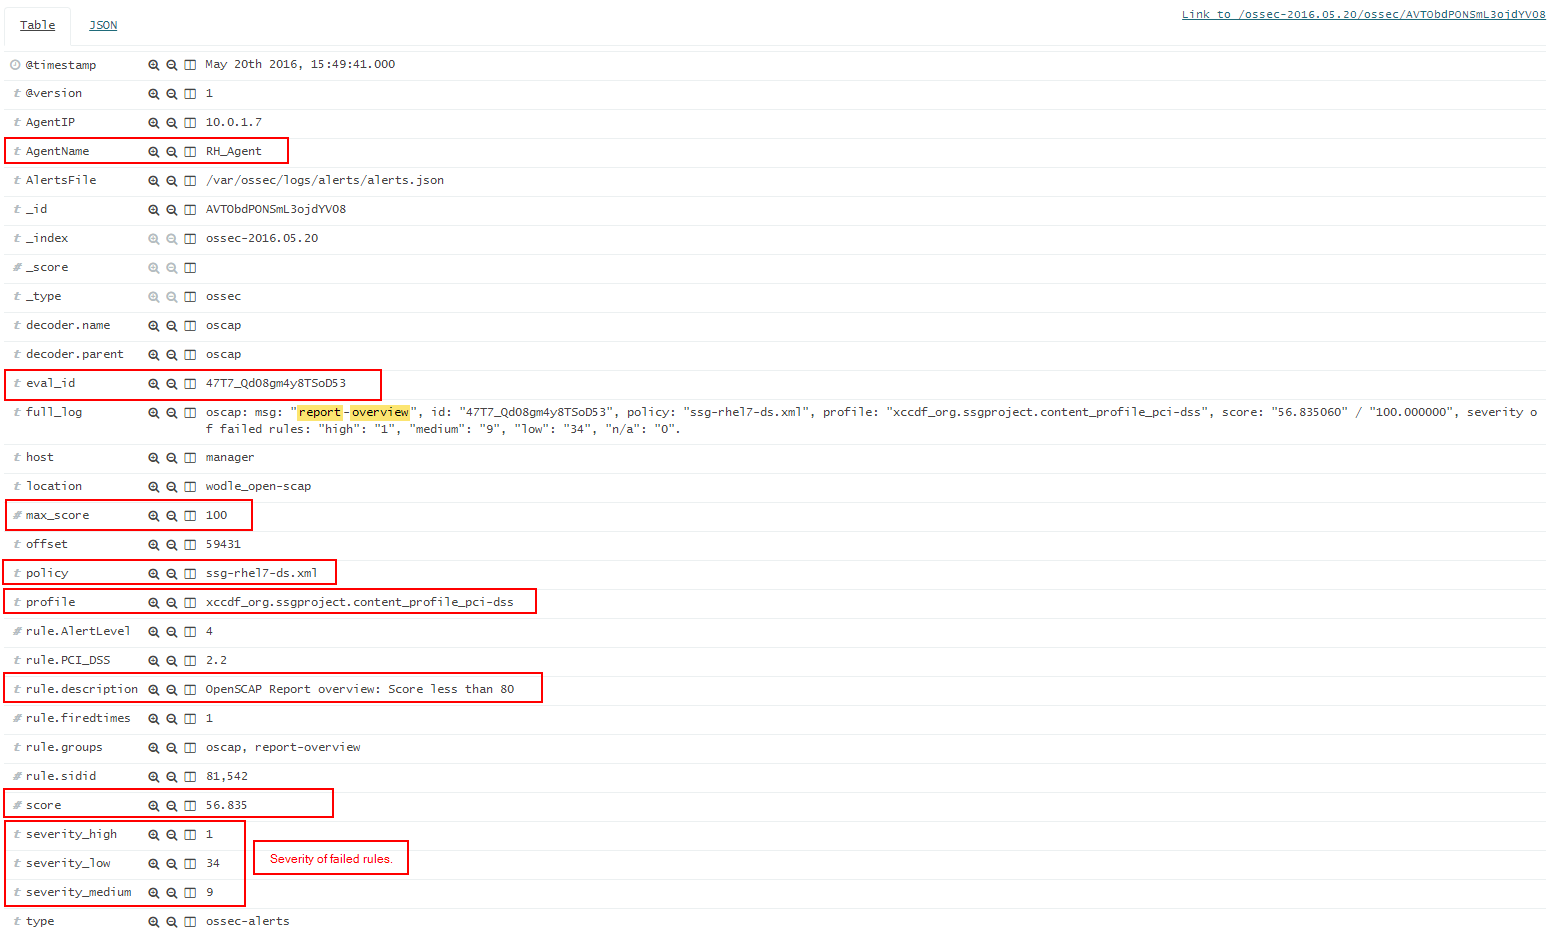 Table JSON Link to /ossec-2016.05.20/ossec/AVTObdPONSmL3ojdYV08
@timestamp May 20th 2016, 15:49:41.000
t @version 1
t AgentIP 10.0.1.7
t AgentName RH_Agent
t AlertsFile /var/ossec/logs/alerts/alerts.json
t _id AVTObdPONSmL3ojdYV08
t _index ossec-2016.05.20
# _score
t _type ossec
t decoder.name oscap
t decoder.parent oscap
t eval_id 47T7_Qd08gm4y8TSoD53
t full_log oscap: msg: "report-overview", id: "47T7_Qd08gm4y8TSoD53", policy: "ssg-rhel7-ds.xml", profile: "xccdf_org.ssgproject.content_profile_pci-dss", score: "56.835060" / "100.000000", severity o
f failed rules: "high": "1", "medium": "9", "low": "34", "n/a": "0".
t host manager
t location wodle_open-scap
# max_score 100
t offset 59431
t policy ssg-rhel7-ds.xml
t profile xccdf_org.ssgproject.content_profile_pci-dss
# rule.AlertLevel 4
t rule.PCI_DSS 2.2
t rule.description OpenSCAP Report overview: Score less than 80
# rule.firedtimes 1
t rule.groups oscap, report-overview
# rule.sidid 81,542
# score 56.835
t severity_high 1
t severity_low 34 Severity of failed rules.
t severity_medium 9
t type ossec-alerts